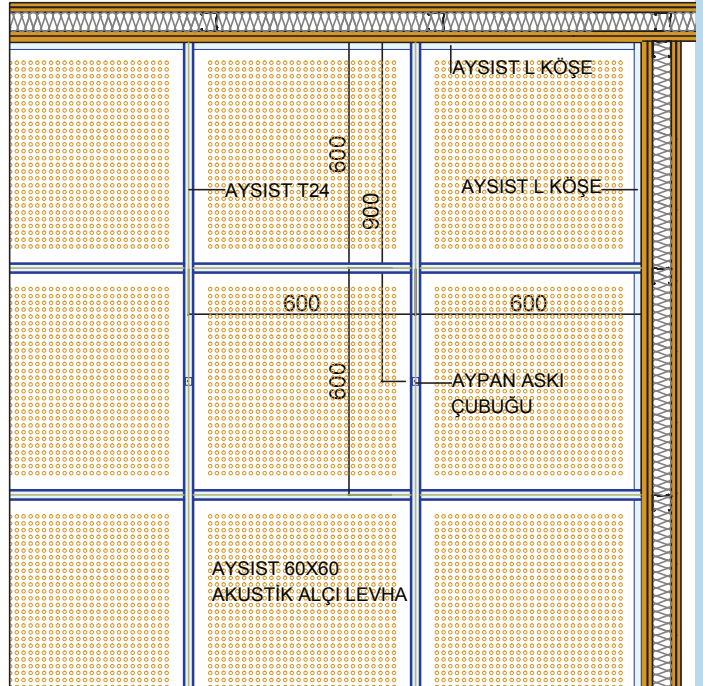 AYSIST L KÖŞE
600
AYSIST T24
AYSIST L KÖŞE
900
600
600
600
AYPAN ASKI
ÇUBUĞU
AYSIST 60X60
AKUSTİK ALÇI LEVHA